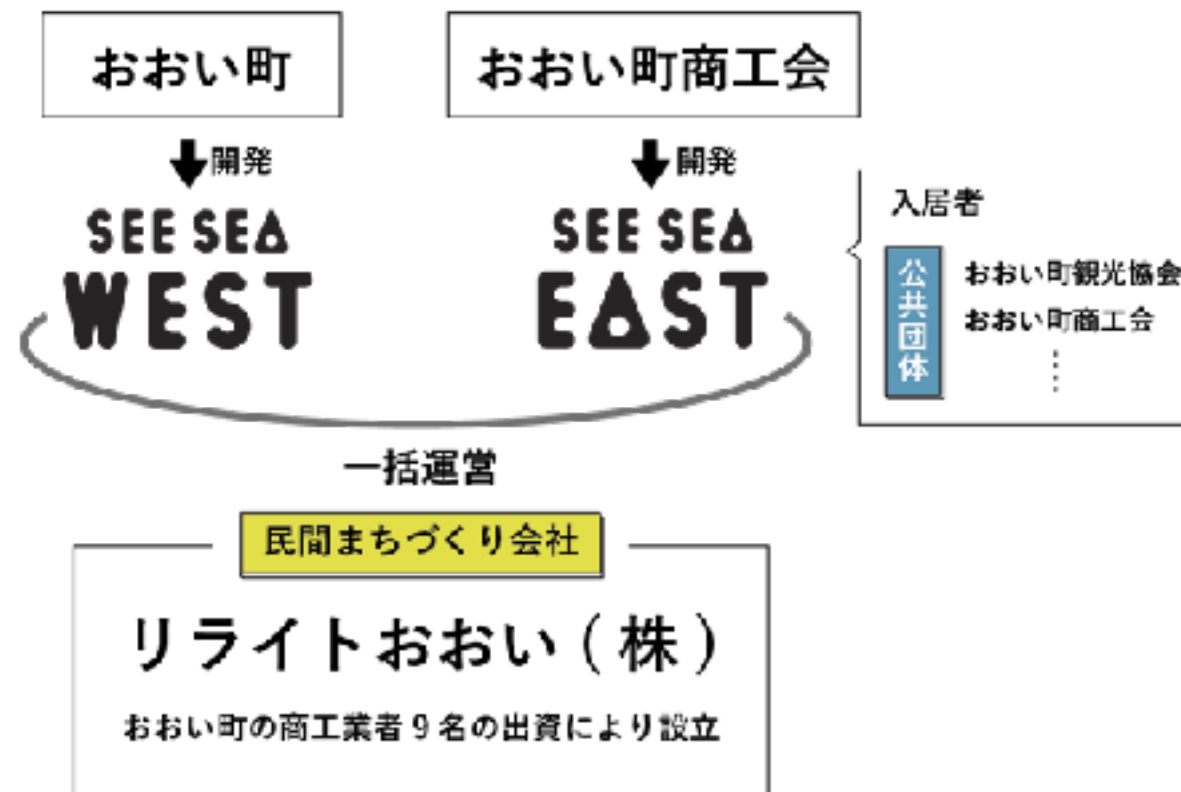 おおい町
おおい町商工会
開発
開発
SEE SEA
WEST
SEE SEA
EAST
入居者
公共団体
おおい町観光協会
おおい町商工会
一括運営
民間まちづくり会社
リライトおおい(株)
おおい町の商工業者9名の出資により設立